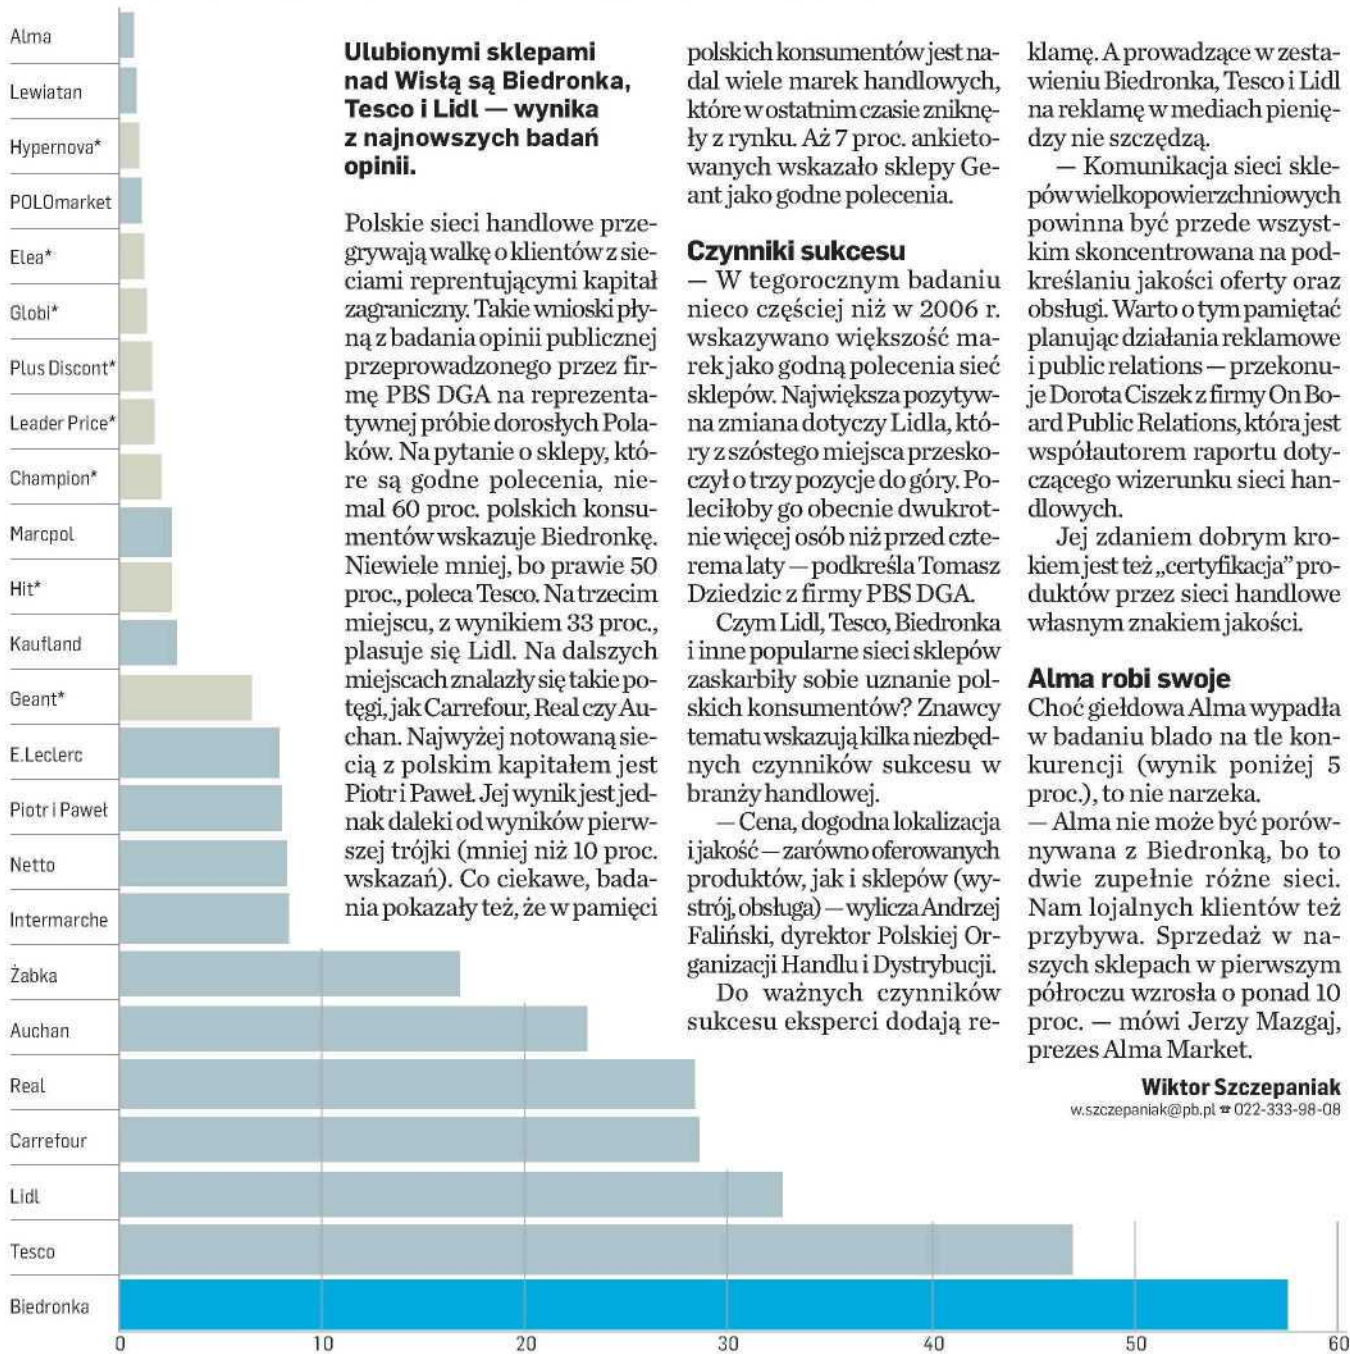 Alma
Lewiatan
Hypernova*
POLOmarket
Elea*
Globi*
Plus Discont*
Leader Price*
Champion*
Marcpol
Hit*
Kaufland
Geant*
E.Leclerc
Piotr i Paweł
Netto
Intermarche
Żabka
Auchan
Real
Carrefour
Lidl
Tesco
Biedronka
0 10 20 30 40 50 60
Ulubionymi sklepami
nad Wisłą są Biedronka,
Tesco i Lidl — wynika
z najnowszych badań
opinii.
Polskie sieci handlowe prze-
grywają walkę o klientów z sie-
ciami reprentującymi kapitał
zagraniczny. Takie wnioski pły-
ną z badania opinii publicznej
przeprowadzonego przez fir-
mę PBS DGA na reprezenta-
tywnej próbie dorosłych Pola-
ków. Na pytanie o sklepy, któ-
re są godne polecenia, nie-
mal 60 proc. polskich konsu-
mentów wskazuje Biedronkę.
Niewiele mniej, bo prawie 50
proc., poleca Tesco. Na trzecim
miejscu, z wynikiem 33 proc.,
plasuje się Lidl. Na dalszych
miejscach znalazły się takie po-
tęgi, jak Carrefour, Real czy Au-
chan. Najwyżej notowaną sie-
cią z polskim kapitałem jest
Piotr i Paweł. Jej wynik jest jed-
nak daleki od wyników pierw-
szej trójki (mniej niż 10 proc.
wskazań). Co ciekawe, bada-
nia pokazały też, że w pamięci
polskich konsumentów jest na-
dal wiele marek handlowych,
które w ostatnim czasie zniknę-
ły z rynku. Aż 7 proc. ankieto-
wanych wskazało sklepy Ge-
ant jako godne polecenia.
Czynniki sukcesu
— W tegorocznym badaniu
nieco częściej niż w 2006 r.
wskazywano większość ma-
rek jako godną polecenia sieć
sklepów. Największa pozytyw-
na zmiana dotyczy Lidla, któ-
ry z szóstego miejsca przesko-
czył o trzy pozycje do góry. Po-
leciłoby go obecnie dwukrot-
nie więcej osób niż przed czte-
rema laty — podkreśla Tomasz
Dziedzic z firmy PBS DGA.
Czym Lidl, Tesco, Biedronka
i inne popularne sieci sklepów
zaskarbiły sobie uznanie pol-
skich konsumentów? Znawcy
tematu wskazują kilka niezbęd-
nych czynników sukcesu w
branży handlowej.
— Cena, dogodna lokalizacja
i jakość — zarówno oferowanych
produktów, jak i sklepów (wy-
strój, obsługa) — wylicza Andrzej
Faliński, dyrektor Polskiej Or-
ganizacji Handlu i Dystrybucji.
Do ważnych czynników
sukcesu eksperci dodają re-
klamę. A prowadzące w zesta-
wieniu Biedronka, Tesco i Lidl
na reklamę w mediach pienię-
dzy nie szczędzą.
— Komunikacja sieci skle-
pów wielkopowierzchniowych
powinna być przede wszyst-
kim skoncentrowana na pod-
kreślaniu jakości oferty oraz
obsługi. Warto o tym pamiętać
planując działania reklamowe
i public relations — przekonu-
je Dorota Ciszek z firmy On Bo-
ard Public Relations, która jest
współautorem raportu doty-
czącego wizerunku sieci han-
dlowych.
Jej zdaniem dobrym kro-
kiem jest też „certyfikacja” pro-
duktów przez sieci handlowe
własnym znakiem jakości.
Alma robi swoje
Choć giełdowa Alma wypadła
w badaniu blado na tle kon-
kurencji (wynik poniżej 5
proc.), to nie narzeka.
— Alma nie może być porów-
nywana z Biedronką, bo to
dwie zupełnie różne sieci.
Nam lojalnych klientów też
przybywa. Sprzedaż w na-
szych sklepach w pierwszym
półroczu wzrosła o ponad 10
proc. — mówi Jerzy Mazgaj,
prezes Alma Market.
Wiktor Szczepaniak
w.szczepaniak@pb.pl ☎ 022-333-98-08